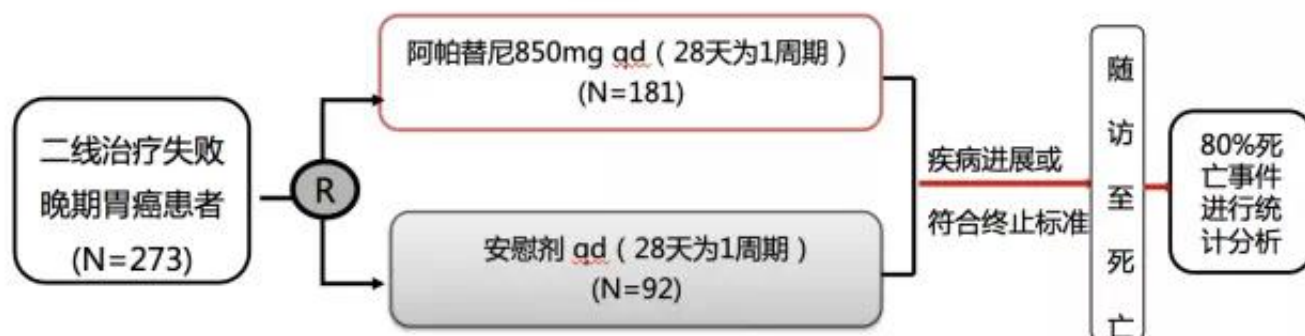 二线治疗失败
晚期胃癌患者
(N=273)
R
阿帕替尼850mg qd（28天为1周期）
(N=181)
安慰剂 qd（28天为1周期）
(N=92)
疾病进展或
符合终止标准
随
访
至
死
亡
80%死
亡事件
进行统
计分析